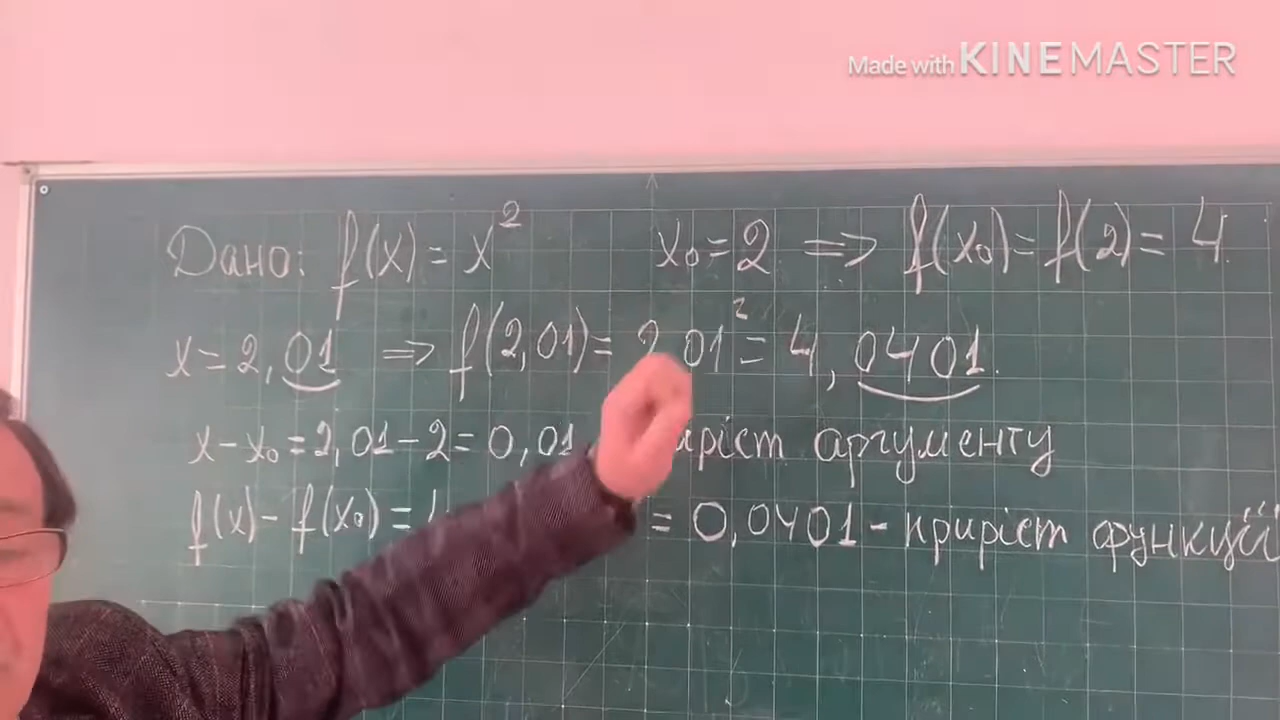 Made with KINEMASTER
Дано: f(x) = x² x₀ = 2 => f(x₀) = f(2) = 4
x = 2,01 => f(2,01) = 2,01² = 4,0401.
x - x₀ = 2,01 - 2 = 0,01 аргументу
f(x) - f(x₀) = = 0,0401 - приріст функції